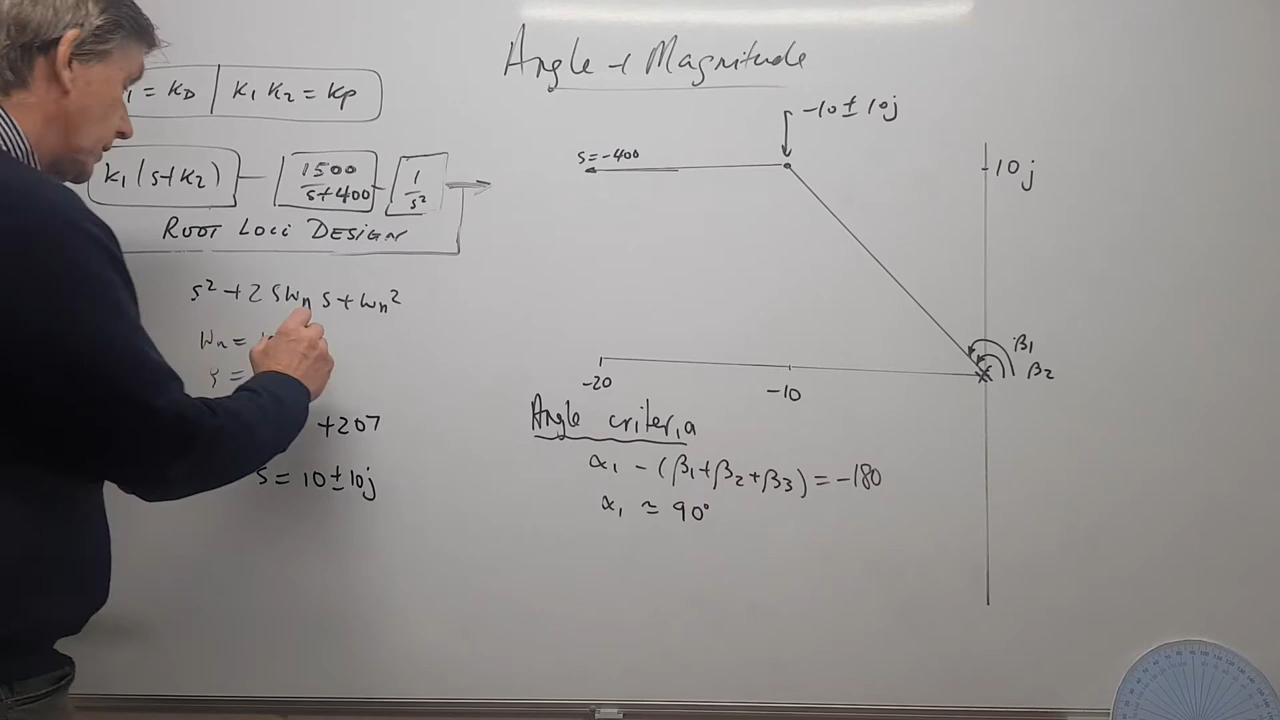 Angle + Magnitude
= KD | K1 K2 = Kp
K1 (s+K2)
1500
s+400
1
s²
ROOT LOCI DESIGN
s² + 2 ζωn s + ωn²
ωn =
ζ =
+207
s = 10 ± 10j
-10 ± 10j
s = -400
10j
β1
β2
-20
-10
Angle criteria
α1 - (β1+β2+β3) = -180
α1 ≃ 90°